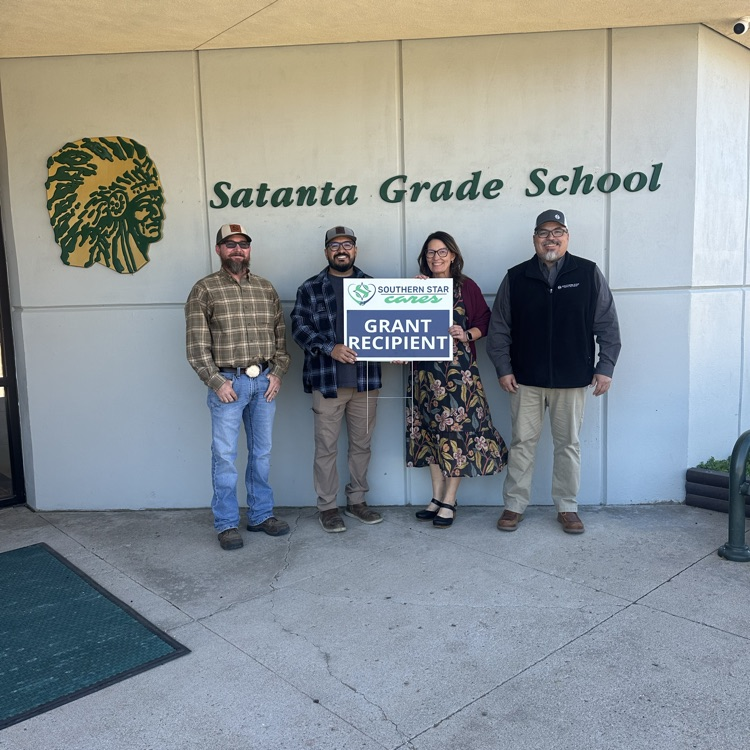 Satanta Grade School
SOUTHERN STAR
cares
GRANT
RECIPIENT